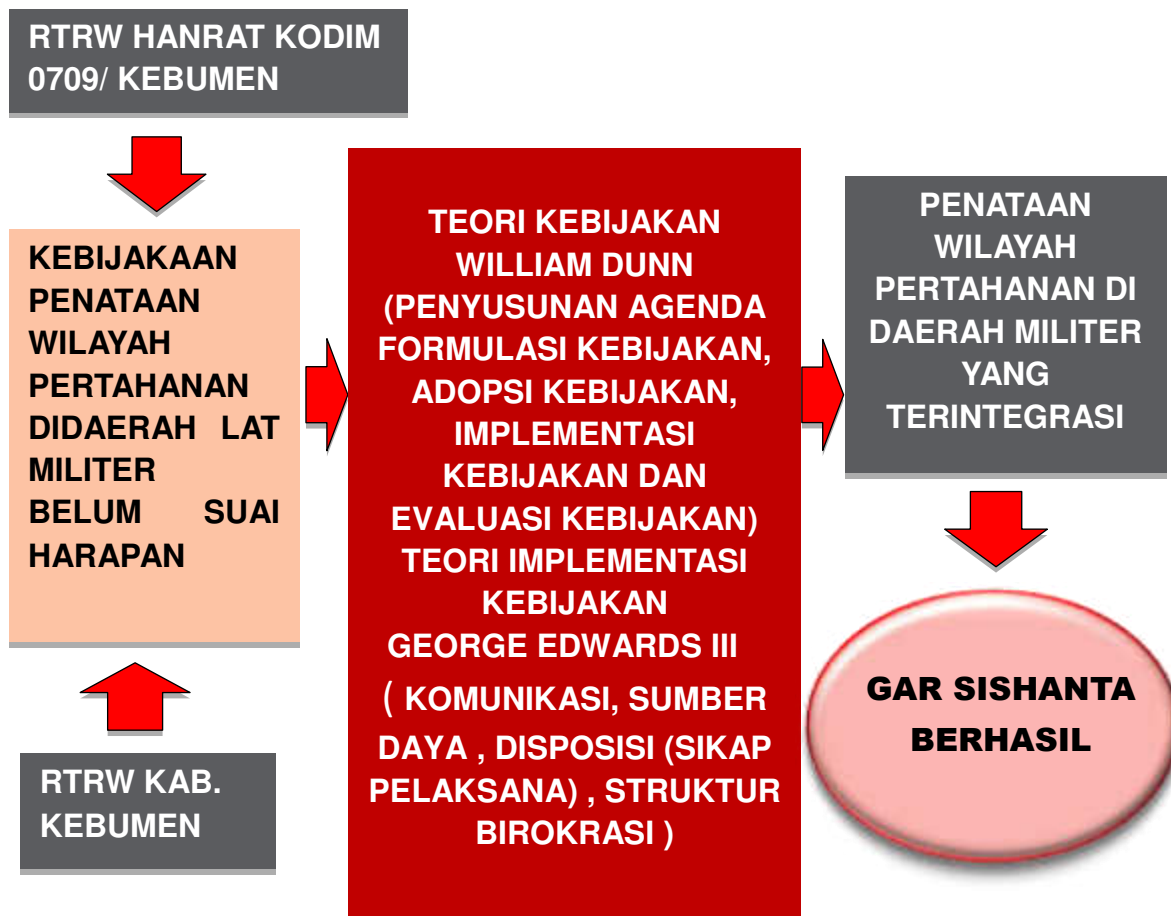 RTRW HANRAT KODIM
0709/ KEBUMEN
KEBIJAKAAN
PENATAAN
WILAYAH
PERTAHANAN
DIDAERAH LAT
MILITER
BELUM SUAI
HARAPAN
RTRW KAB.
KEBUMEN
TEORI KEBIJAKAN
WILLIAM DUNN
(PENYUSUNAN AGENDA
FORMULASI KEBIJAKAN,
ADOPSI KEBIJAKAN,
IMPLEMENTASI
KEBIJAKAN DAN
EVALUASI KEBIJAKAN)
TEORI IMPLEMENTASI
KEBIJAKAN
GEORGE EDWARDS III
( KOMUNIKASI, SUMBER
DAYA , DISPOSISI (SIKAP
PELAKSANA) , STRUKTUR
BIROKRASI )
PENATAAN
WILAYAH
PERTAHANAN DI
DAERAH MILITER
YANG
TERINTEGRASI
GAR SISHANTA
BERHASIL